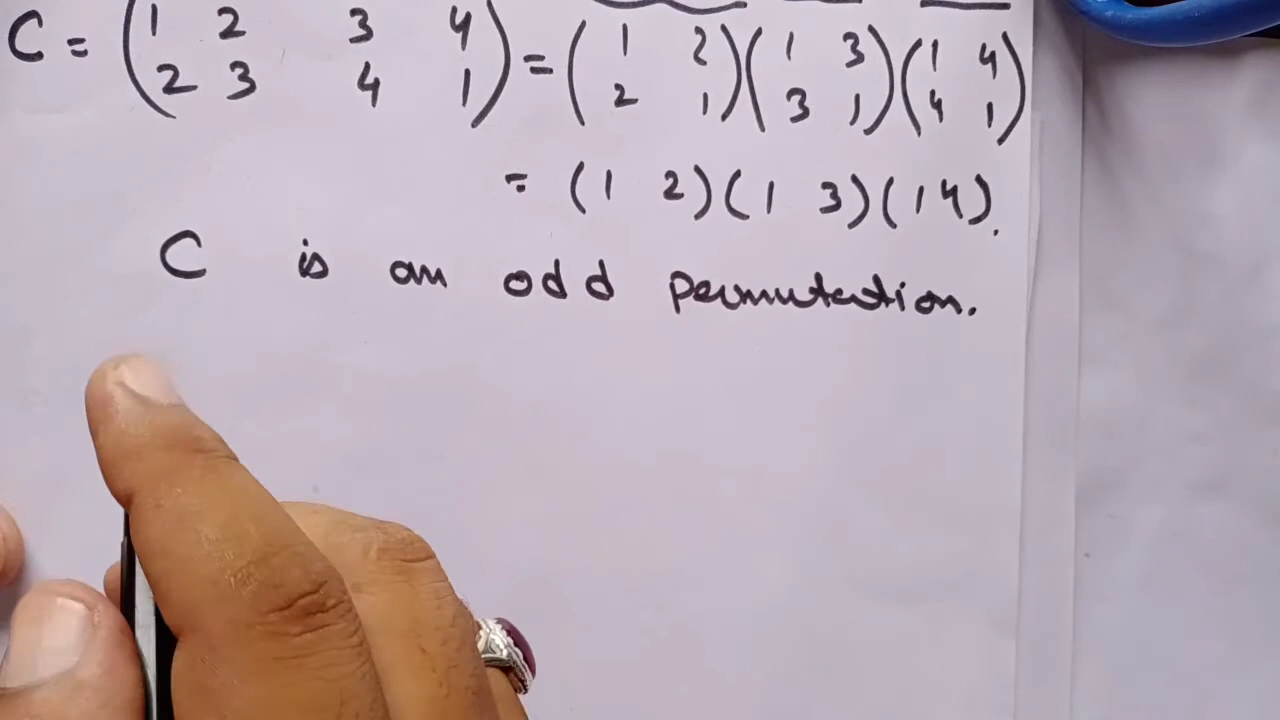 C = (1 2 3 4
2 3 4 1) = (1 2
2 1)(1 3
3 1)(1 4
4 1)
= (1 2)(1 3)(1 4).
C is an odd permutation.